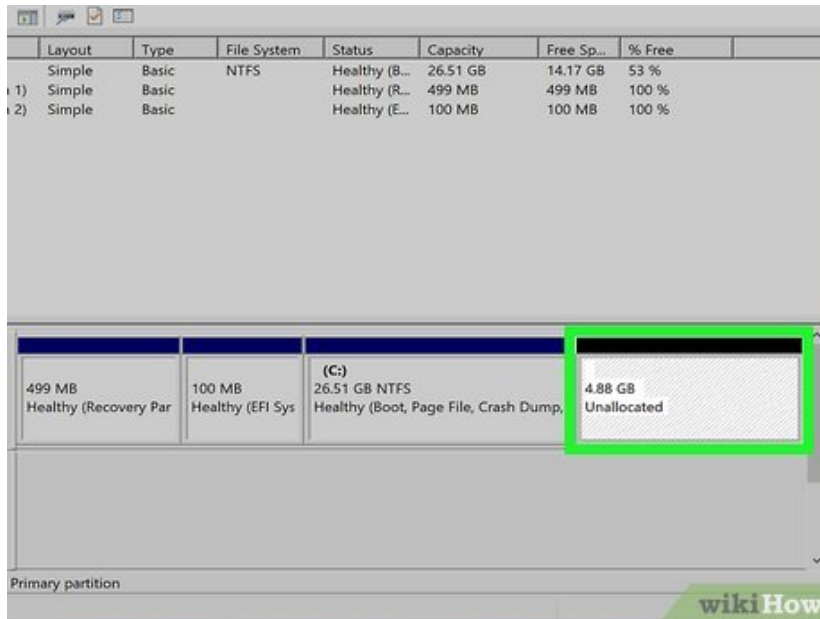 Layout Type File System Status Capacity Free Sp... % Free
Simple Basic NTFS Healthy (B... 26.51 GB 14.17 GB 53 %
1) Simple Basic Healthy (R... 499 MB 499 MB 100 %
2) Simple Basic Healthy (E... 100 MB 100 MB 100 %
(C:)
499 MB 100 MB 26.51 GB NTFS 4.88 GB
Healthy (Recovery Par Healthy (EFI Sys Healthy (Boot, Page File, Crash Dump, Unallocated
Primary partition
wikiHow